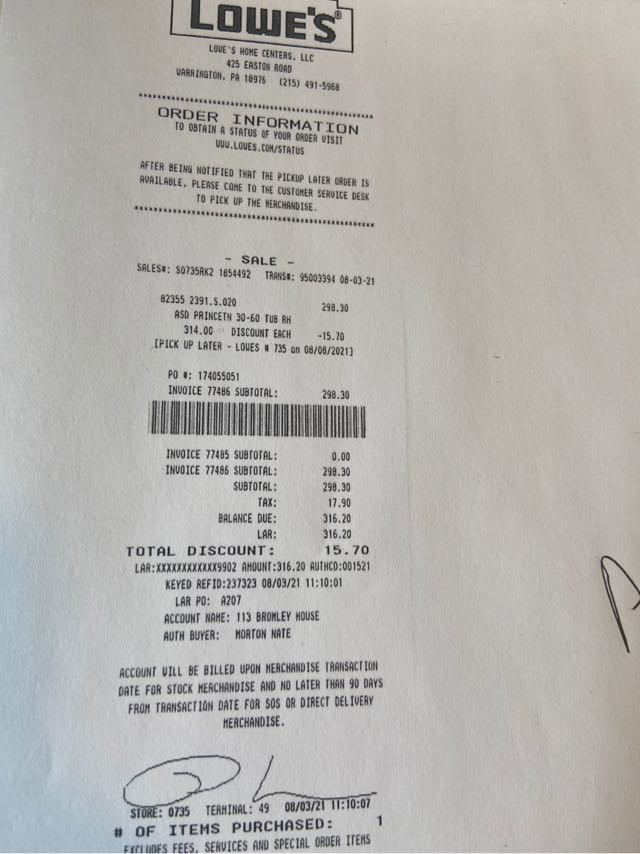 LOWE'S®
LOWE'S HOME CENTERS, LLC
425 EASTON ROAD
WARRINGTON, PA 18976 (215) 491-5968
ORDER INFORMATION
TO OBTAIN A STATUS OF YOUR ORDER VISIT
WWW.LOWES.COM/STATUS
AFTER BEING NOTIFIED THAT THE PICKUP LATER ORDER IS
AVAILABLE, PLEASE COME TO THE CUSTOMER SERVICE DESK
TO PICK UP THE MERCHANDISE.
- SALE -
SALES#: S0735RK2 1854492 TRANS#: 95003394 08-03-21
82355 2391.S.020 298.30
ASD PRINCETN 30-60 TUB RH
314.00 DISCOUNT EACH -15.70
[PICK UP LATER - LOWES # 735 on 08/08/2021]
PO #: 174055051
INVOICE 77486 SUBTOTAL: 298.30
INVOICE 77485 SUBTOTAL: 0.00
INVOICE 77486 SUBTOTAL: 298.30
SUBTOTAL: 298.30
TAX: 17.90
BALANCE DUE: 316.20
LAR: 316.20
TOTAL DISCOUNT: 15.70
LAR:XXXXXXXXXXXX9902 AMOUNT:316.20 AUTHCD:001521
KEYED REFID:237323 08/03/21 11:10:01
LAR PO: A207
ACCOUNT NAME: 113 BROMLEY HOUSE
AUTH BUYER: MORTON NATE
ACCOUNT WILL BE BILLED UPON MERCHANDISE TRANSACTION
DATE FOR STOCK MERCHANDISE AND NO LATER THAN 90 DAYS
FROM TRANSACTION DATE FOR SOS OR DIRECT DELIVERY
MERCHANDISE.
STORE: 0735 TERMINAL: 49 08/03/21 11:10:07
# OF ITEMS PURCHASED: 1
EXCLUDES FEES, SERVICES AND SPECIAL ORDER ITEMS